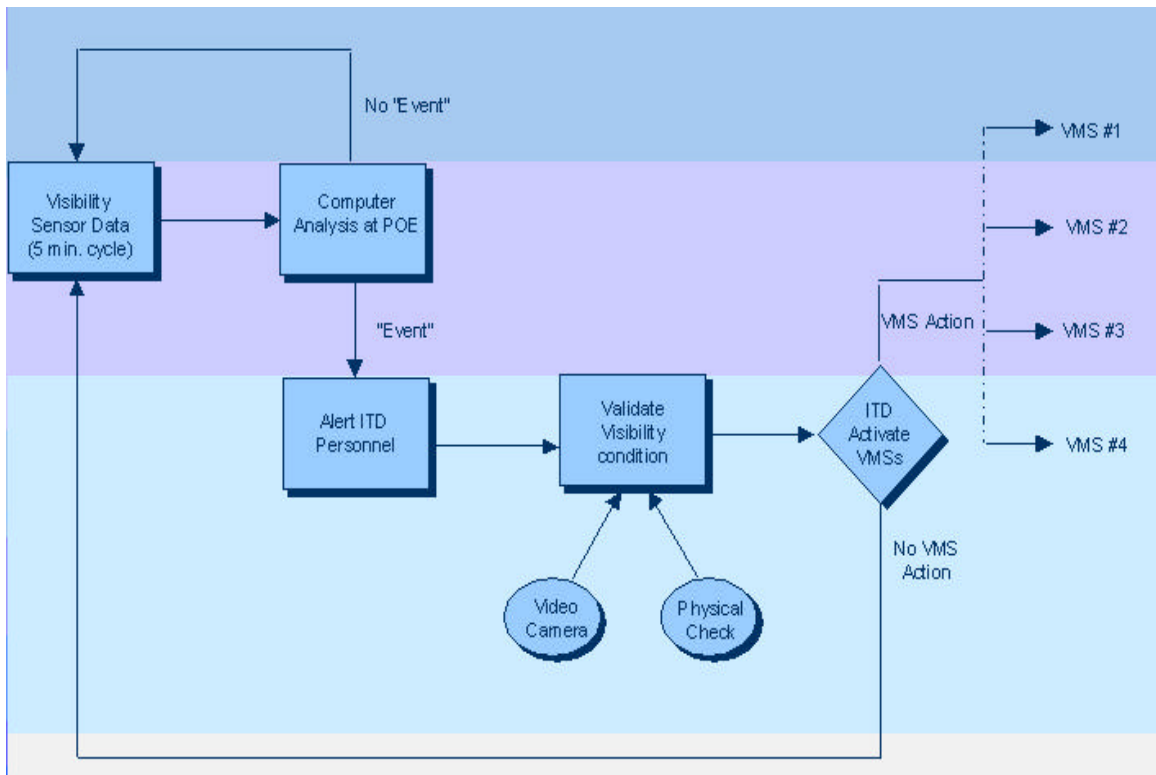 No "Event"
VMS #1
Visibility
Sensor Data
(5 min. cycle)
Computer
Analysis at POE
VMS #2
"Event"
VMS Action
VMS #3
Alert ITD
Personnel
Validate
Visibility
condition
ITD
Activate
VMSs
VMS #4
No VMS
Action
Video
Camera
Physical
Check